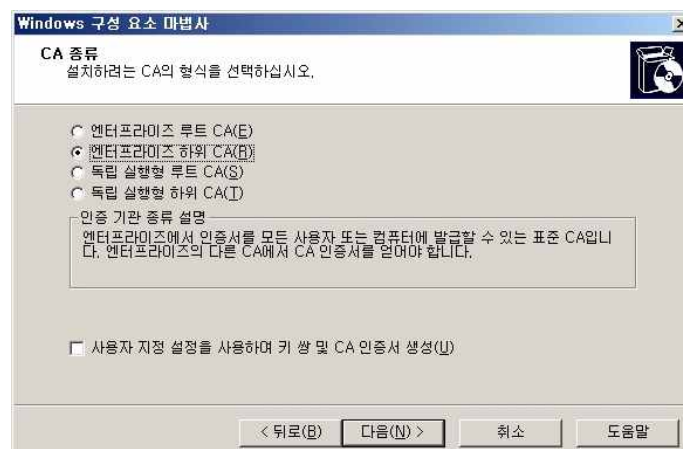 Windows 구성 요소 마법사
CA 종류
설치하려는 CA의 형식을 선택하십시오.
엔터프라이즈 루트 CA(E)
엔터프라이즈 하위 CA(R)
독립 실행형 루트 CA(S)
독립 실행형 하위 CA(T)
인증 기관 종류 설명
엔터프라이즈에서 인증서를 모든 사용자 또는 컴퓨터에 발급할 수 있는 표준 CA입니
다. 엔터프라이즈의 다른 CA에서 CA 인증서를 얻어야 합니다.
사용자 지정 설정을 사용하며 키 쌍 및 CA 인증서 생성(U)
< 뒤로(B) 다음(N) > 취소 도움말